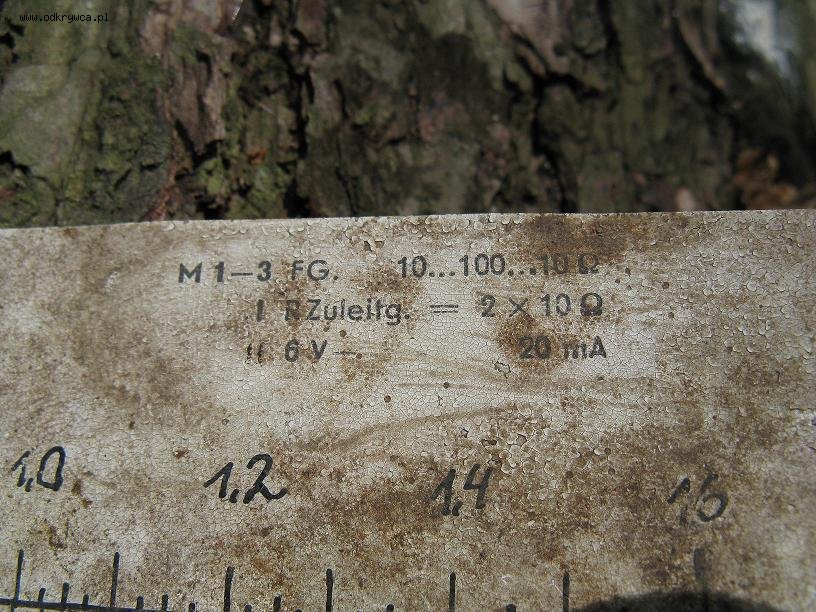 www.odkrywca.pl
M 1–3 FG. 10...100...10 Ω
I R Zuleitg. = 2 × 10 Ω
6 V – 20 mA
1,0 1,2 1,4 1,6